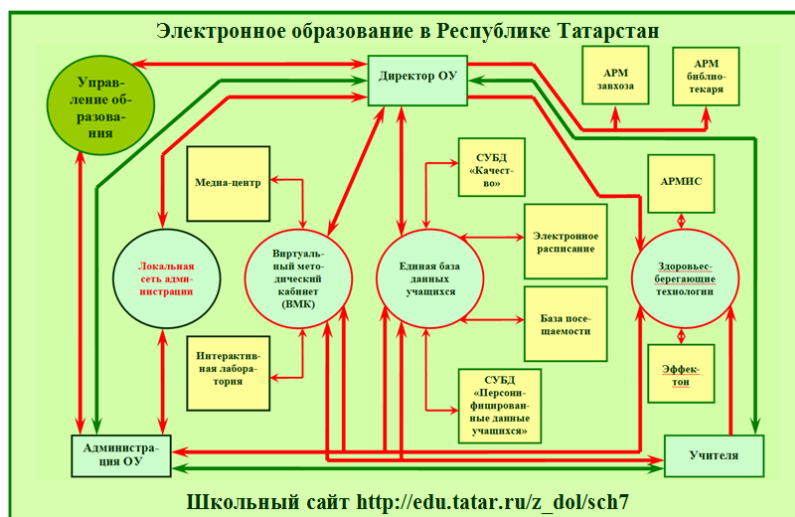 Электронное образование в Республике Татарстан
Управ-
ление об-
разова-
ния
Директор ОУ
АРМ
завхоза
АРМ
библио-
текаря
Медиа-центр
СУБД
«Качест-
во»
АРМИС
Локальная
сеть адми-
нистрации
Виртуаль-
ный мето-
дический
кабинет
(ВМК)
Единая база
данных
учащихся
Электронное
расписание
Здоровьес-
берегающие
технологии
База посе-
щаемости
Интерактив-
ная лабора-
тория
СУБД
«Персони-
фицирован-
ные данные
учащихся»
Эффек-
тон
Администра-
ция ОУ
Учителя
Школьный сайт http://edu.tatar.ru/z_dol/sch7